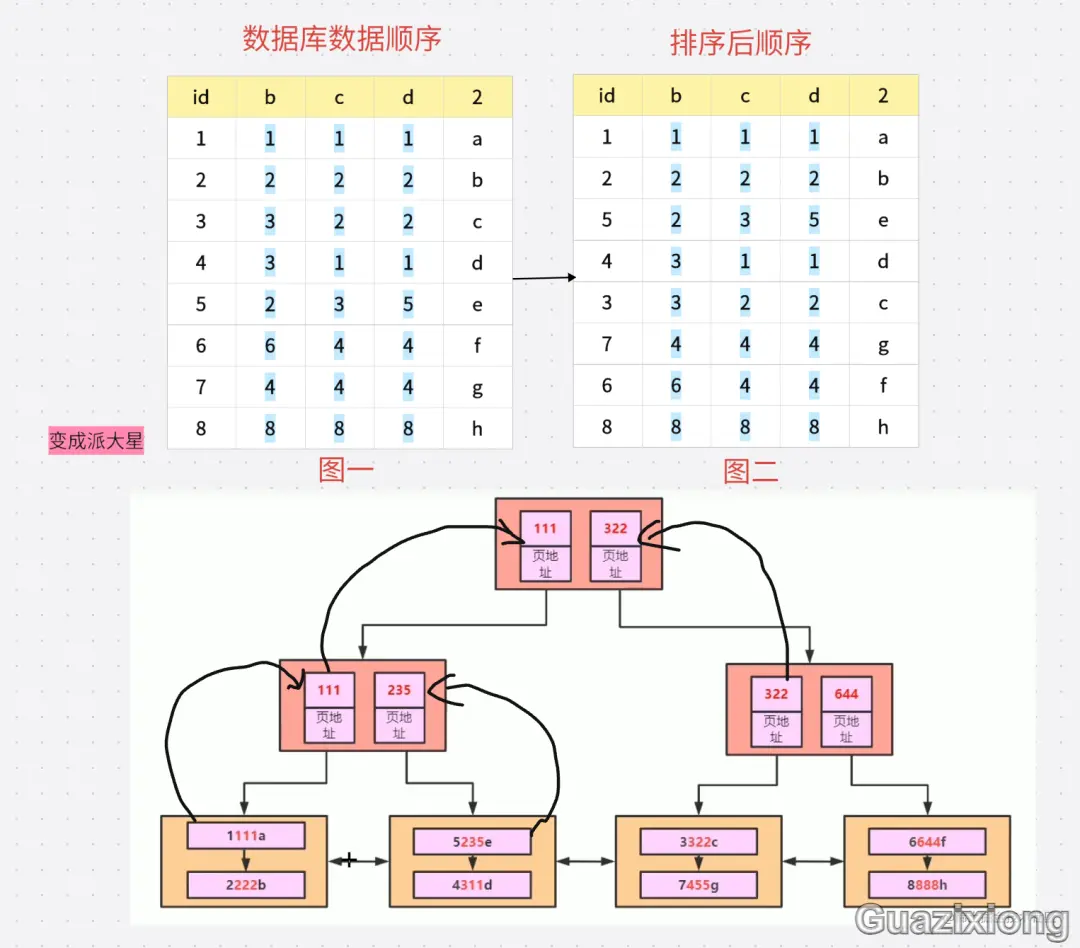 数据库数据顺序 排序后顺序
id b c d 2 id b c d 2
1 1 1 1 a 1 1 1 1 a
2 2 2 2 b 2 2 2 2 b
3 3 2 2 c 5 2 3 5 e
4 3 1 1 d 4 3 1 1 d
5 2 3 5 e 3 3 2 2 c
6 6 4 4 f 7 4 4 4 g
7 4 4 4 g 6 6 4 4 f
8 8 8 8 h 8 8 8 8 h
变成派大星
图一 图二
111 322
页地 页地
址 址
111 235 322 644
页地 页地 页地 页地
址 址 址 址
1111a 5235e 3322c 6644f
2222b 4311d 7455g 8888h
Guazixiong